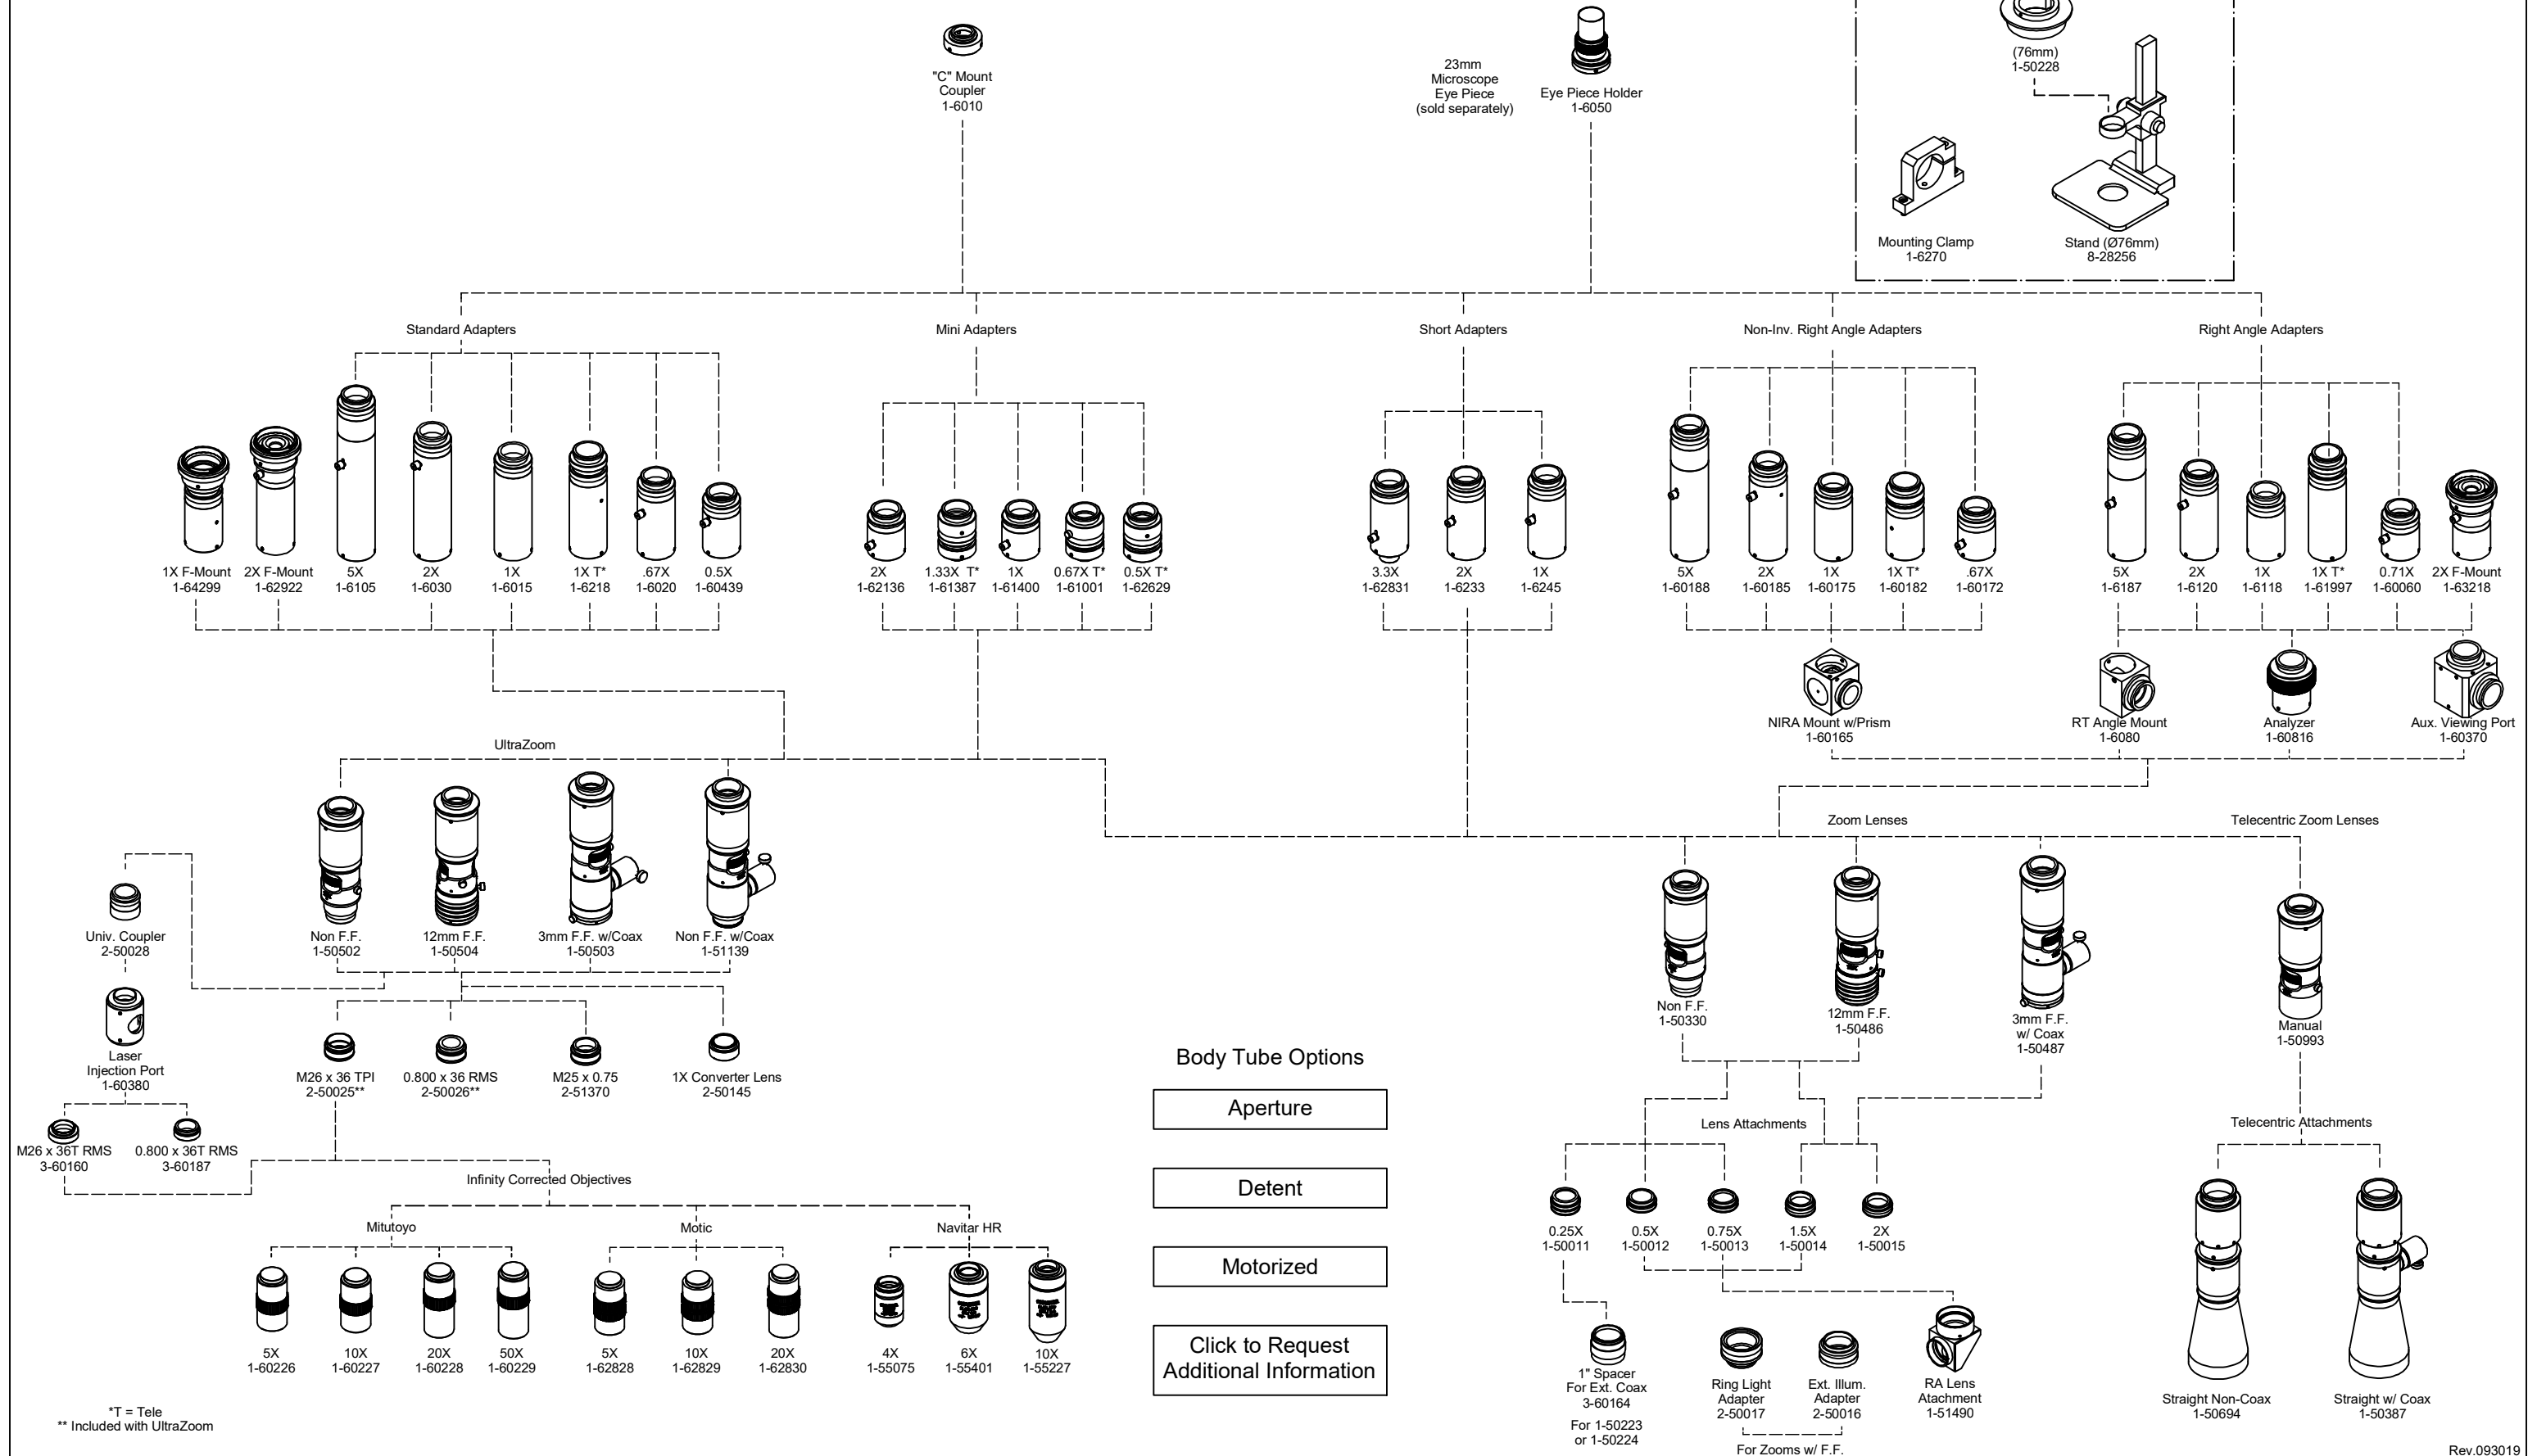 "C" Mount
Coupler
1-6010
23mm
Microscope
Eye Piece
(sold separately)
Eye Piece Holder
1-6050
(76mm)
1-50228
Mounting Clamp
1-6270
Stand (Ø76mm)
8-28256
Standard Adapters
Mini Adapters
Short Adapters
Non-Inv. Right Angle Adapters
Right Angle Adapters
1X F-Mount
1-64299
2X F-Mount
1-62922
5X
1-6105
2X
1-6030
1X
1-6015
1X T*
1-6218
.67X
1-6020
0.5X
1-60439
2X
1-62136
1.33X T*
1-61387
1X
1-61400
0.67X T*
1-61001
0.5X T*
1-62629
3.3X
1-62831
2X
1-6233
1X
1-6245
5X
1-60188
2X
1-60185
1X
1-60175
1X T*
1-60182
.67X
1-60172
5X
1-6187
2X
1-6120
1X
1-6118
1X T*
1-61997
0.71X
1-60060
2X F-Mount
1-63218
NIRA Mount w/Prism
1-60165
RT Angle Mount
1-6080
Analyzer
1-60816
Aux. Viewing Port
1-60370
UltraZoom
Zoom Lenses
Telecentric Zoom Lenses
Univ. Coupler
2-50028
Non F.F.
1-50502
12mm F.F.
1-50504
3mm F.F. w/Coax
1-50503
Non F.F. w/Coax
1-51139
Non F.F.
1-50330
12mm F.F.
1-50486
3mm F.F.
w/ Coax
1-50487
Manual
1-50993
Laser
Injection Port
1-60380
M26 x 36 TPI
2-50025**
0.800 x 36 RMS
2-50026**
M25 x 0.75
2-51370
1X Converter Lens
2-50145
Body Tube Options
Aperture
Detent
Motorized
Click to Request
Additional Information
M26 x 36T RMS
3-60160
0.800 x 36T RMS
3-60187
Lens Attachments
Telecentric Attachments
Infinity Corrected Objectives
Mitutoyo
Motic
Navitar HR
0.25X
1-50011
0.5X
1-50012
0.75X
1-50013
1.5X
1-50014
2X
1-50015
5X
1-60226
10X
1-60227
20X
1-60228
50X
1-60229
5X
1-62828
10X
1-62829
20X
1-62830
4X
1-55075
6X
1-55401
10X
1-55227
1" Spacer
For Ext. Coax
3-60164
For 1-50223
or 1-50224
Ring Light
Adapter
2-50017
Ext. Illum.
Adapter
2-50016
For Zooms w/ F.F.
RA Lens
Atachment
1-51490
Straight Non-Coax
1-50694
Straight w/ Coax
1-50387
*T = Tele
** Included with UltraZoom
Rev.093019